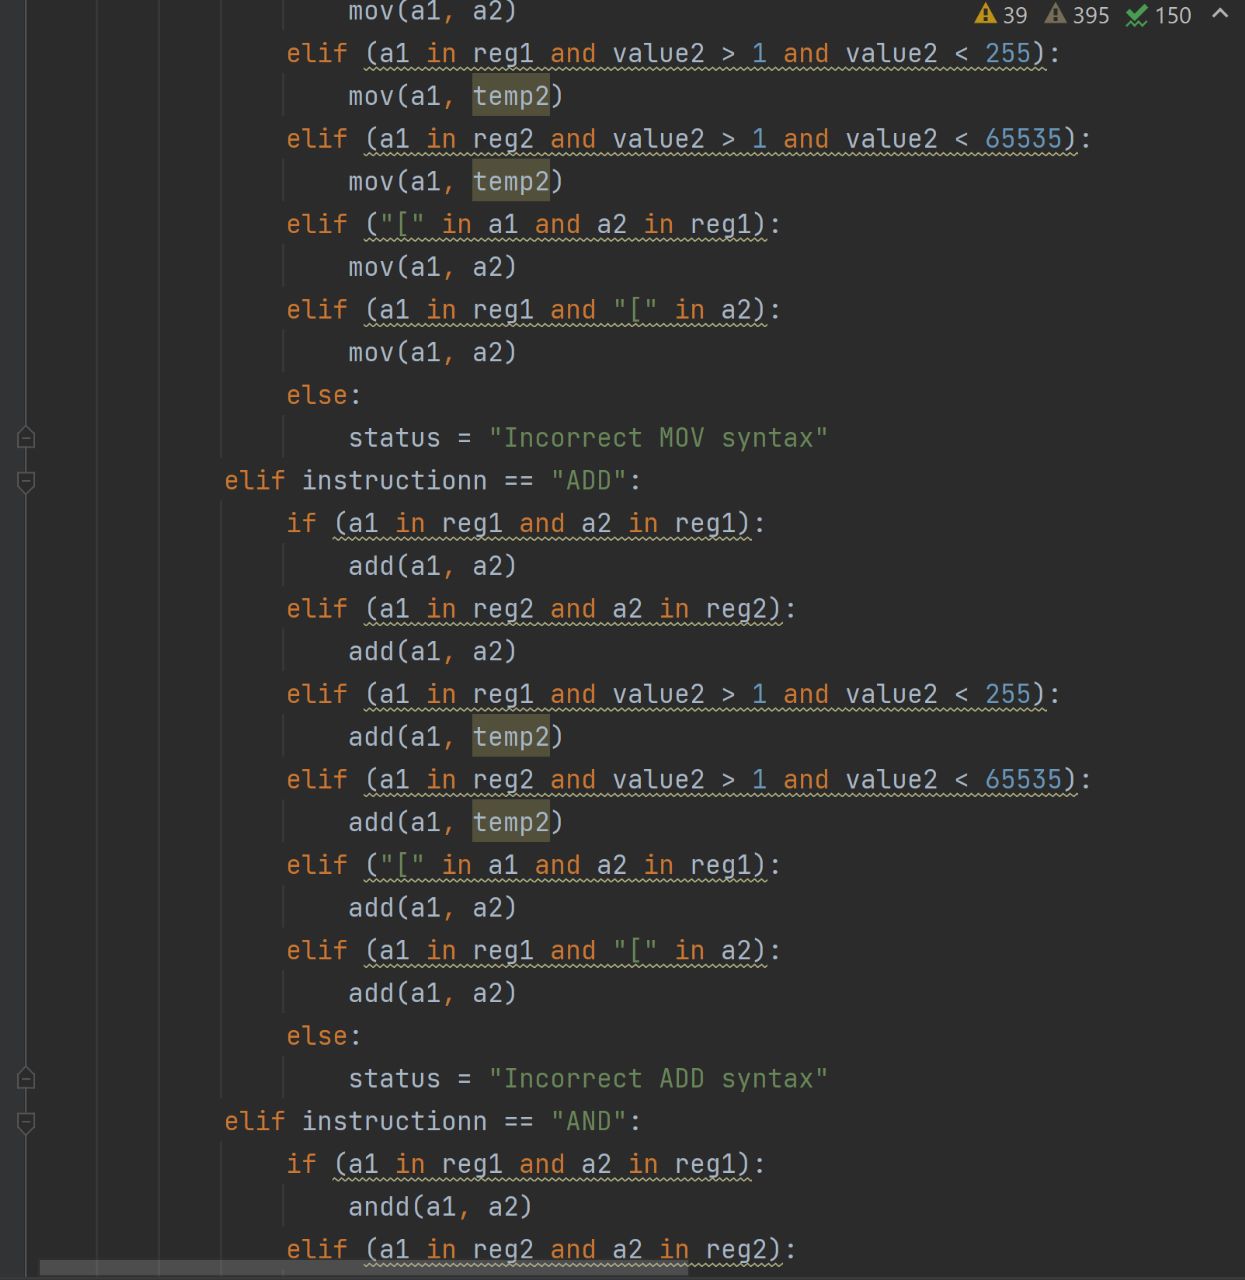 mov(a1, a2)
39 395 150
elif (a1 in reg1 and value2 > 1 and value2 < 255):
mov(a1, temp2)
elif (a1 in reg2 and value2 > 1 and value2 < 65535):
mov(a1, temp2)
elif ("[" in a1 and a2 in reg1):
mov(a1, a2)
elif (a1 in reg1 and "[" in a2):
mov(a1, a2)
else:
status = "Incorrect MOV syntax"
elif instructionn == "ADD":
if (a1 in reg1 and a2 in reg1):
add(a1, a2)
elif (a1 in reg2 and a2 in reg2):
add(a1, a2)
elif (a1 in reg1 and value2 > 1 and value2 < 255):
add(a1, temp2)
elif (a1 in reg2 and value2 > 1 and value2 < 65535):
add(a1, temp2)
elif ("[" in a1 and a2 in reg1):
add(a1, a2)
elif (a1 in reg1 and "[" in a2):
add(a1, a2)
else:
status = "Incorrect ADD syntax"
elif instructionn == "AND":
if (a1 in reg1 and a2 in reg1):
andd(a1, a2)
elif (a1 in reg2 and a2 in reg2):